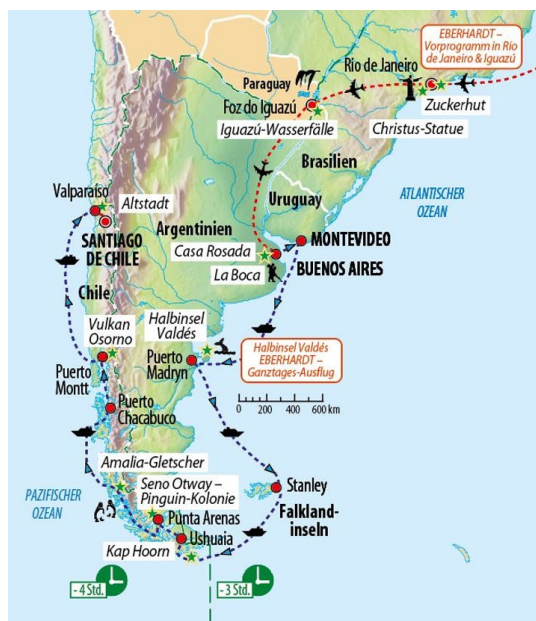 EBERHARDT –
Vorprogramm in Rio
de Janeiro & Iguazú
Rio de Janeiro
Paraguay
Foz do Iguazú
Zuckerhut
Iguazú-Wasserfälle
Christus-Statue
Brasilien
ATLANTISCHER
OZEAN
Uruguay
Valparaíso
Altstadt
Argentinien
SANTIAGO
DE CHILE
MONTEVIDEO
Casa Rosada
BUENOS AIRES
La Boca
Chile
Vulkan
Osorno
Halbinsel
Valdés
Halbinsel Valdés
EBERHARDT –
Ganztages-Ausflug
Puerto
Montt
Puerto
Madryn
0 200 400 600 km
Puerto
Chacabuco
Amalia-Gletscher
Seno Otway –
Pinguin-Kolonie
Stanley
PAZIFISCHER
OZEAN
Falkland-
inseln
Punta Arenas
Ushuaia
Kap Hoorn
- 4 Std.
- 3 Std.